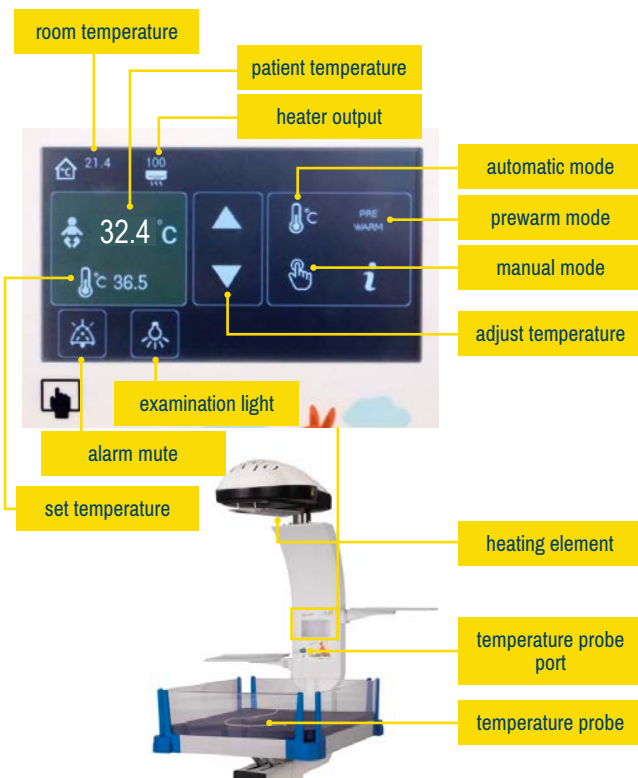 room temperature
patient temperature
heater output
automatic mode
prewarm mode
manual mode
adjust temperature
°C 21.4
100
32.4 °C
°C 36.5
°C
PRE
WARM
i
examination light
alarm mute
set temperature
heating element
temperature probe
port
temperature probe